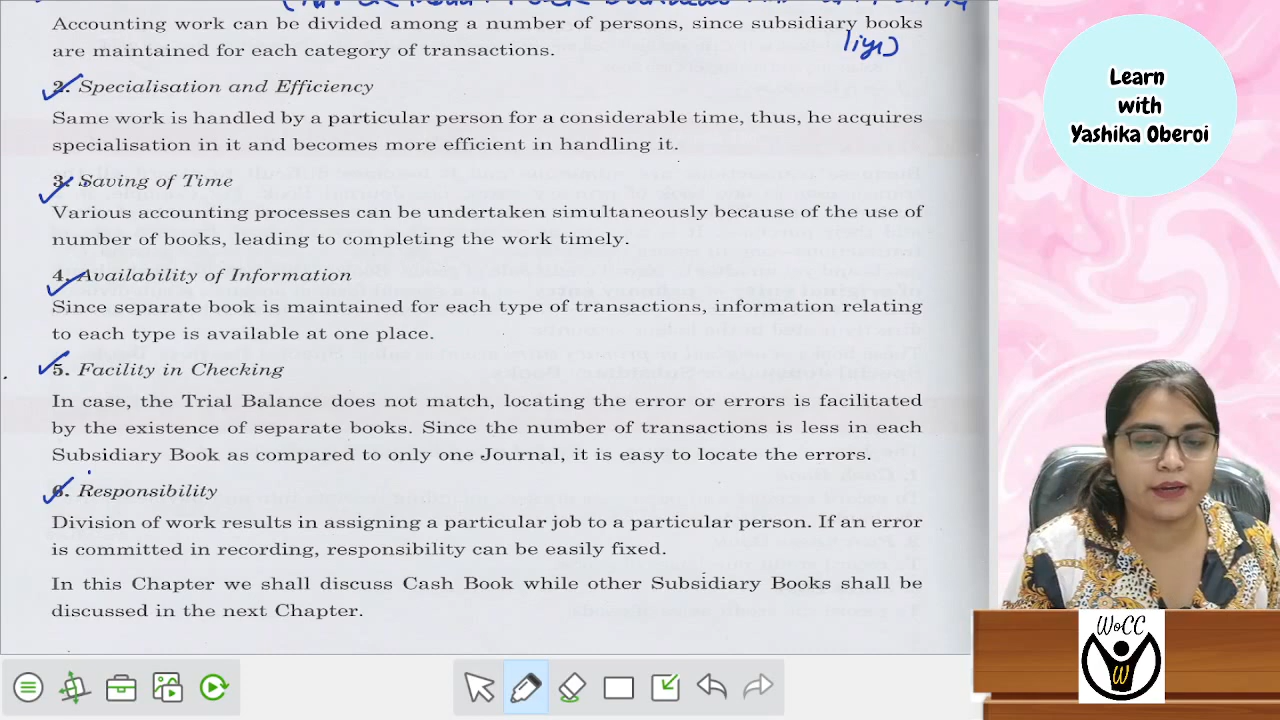 Accounting work can be divided among a number of persons, since subsidiary books
are maintained for each category of transactions.
2. Specialisation and Efficiency
Same work is handled by a particular person for a considerable time, thus, he acquires
specialisation in it and becomes more efficient in handling it.
3. Saving of Time
Various accounting processes can be undertaken simultaneously because of the use of
number of books, leading to completing the work timely.
4. Availability of Information
Since separate book is maintained for each type of transactions, information relating
to each type is available at one place.
5. Facility in Checking
In case, the Trial Balance does not match, locating the error or errors is facilitated
by the existence of separate books. Since the number of transactions is less in each
Subsidiary Book as compared to only one Journal, it is easy to locate the errors.
6. Responsibility
Division of work results in assigning a particular job to a particular person. If an error
is committed in recording, responsibility can be easily fixed.
In this Chapter we shall discuss Cash Book while other Subsidiary Books shall be
discussed in the next Chapter.
Learn
with
Yashika Oberoi
WoCC
W